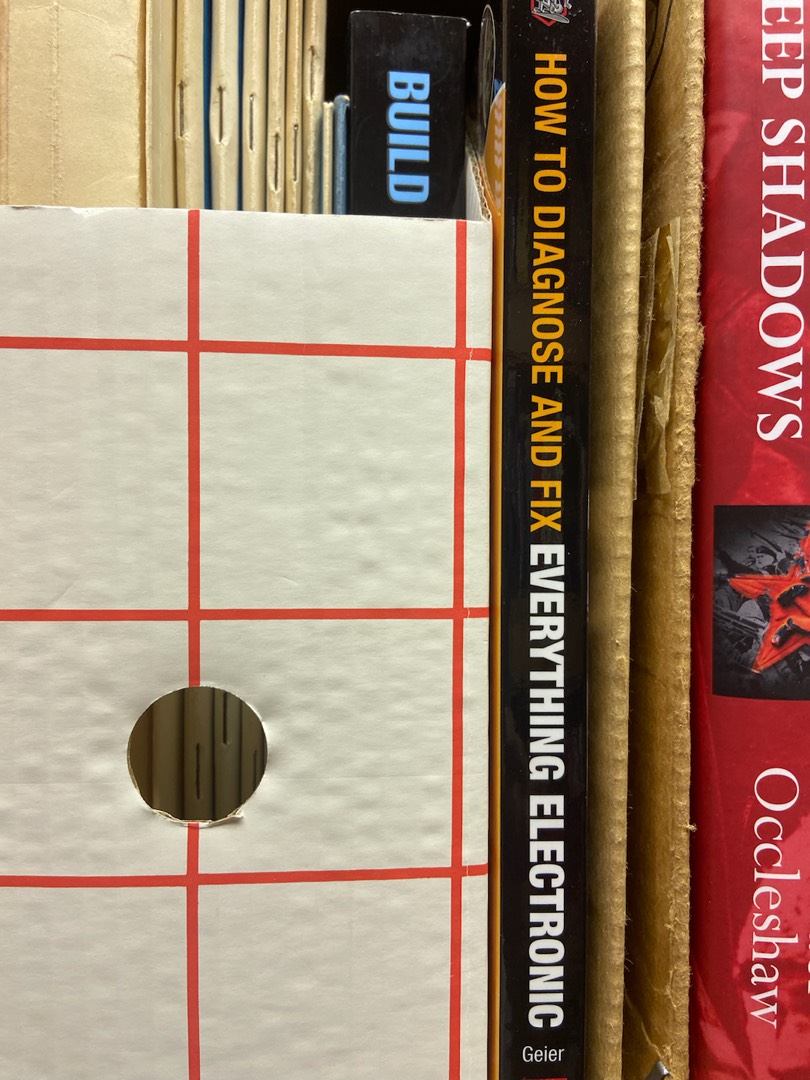 BUILD
HOW TO DIAGNOSE AND FIX EVERYTHING ELECTRONIC
Geier
EEP SHADOWS
Occleshaw